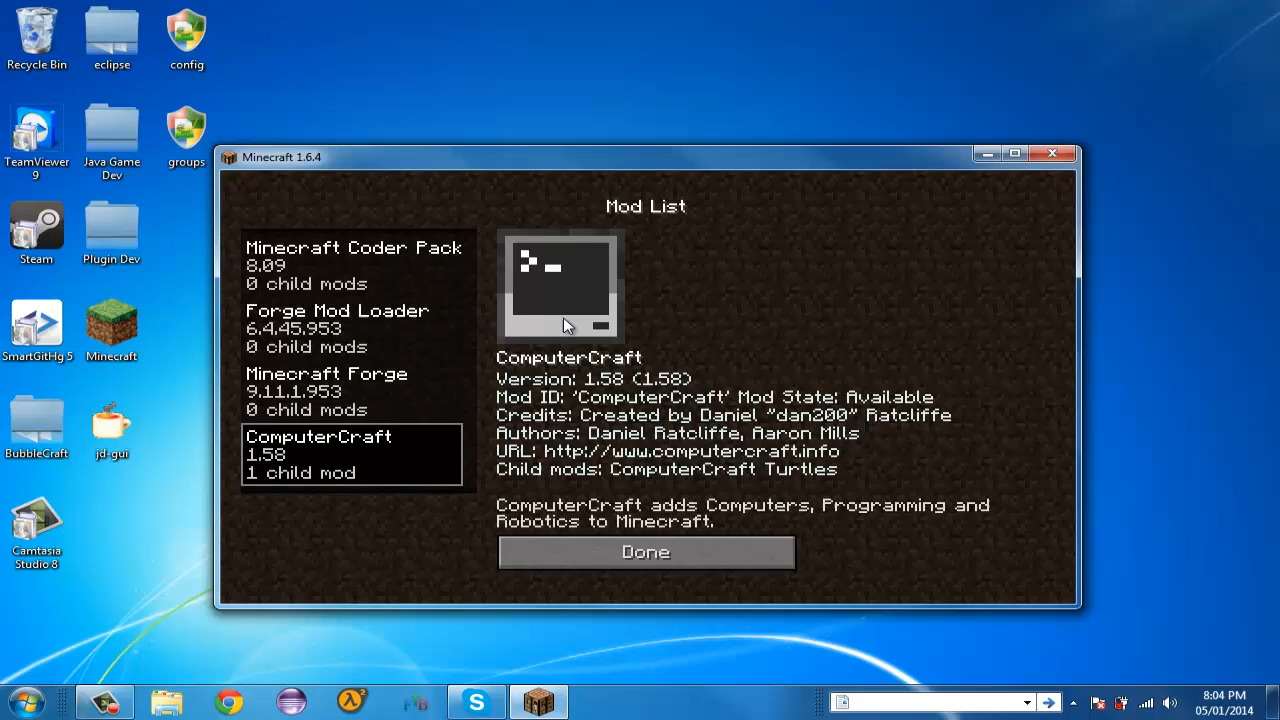 Recycle Bin
eclipse
config
TeamViewer
9
Java Game
Dev
groups
Steam
Plugin Dev
SmartGitHg 5
Minecraft
BubbleCraft
jd-gui
Camtasia
Studio 8
Minecraft 1.6.4
Mod List
Minecraft Coder Pack
8.09
0 child mods
Forge Mod Loader
6.4.45.953
0 child mods
Minecraft Forge
9.11.1.953
0 child mods
ComputerCraft
1.58
1 child mod
>_
ComputerCraft
Version: 1.58 (1.58)
Mod ID: 'ComputerCraft' Mod State: Available
Credits: Created by Daniel "dan200" Ratcliffe
Authors: Daniel Ratcliffe, Aaron Mills
URL: http://www.computercraft.info
Child mods: ComputerCraft Turtles
ComputerCraft adds Computers, Programming and
Robotics to Minecraft.
Done
8:04 PM
05/01/2014